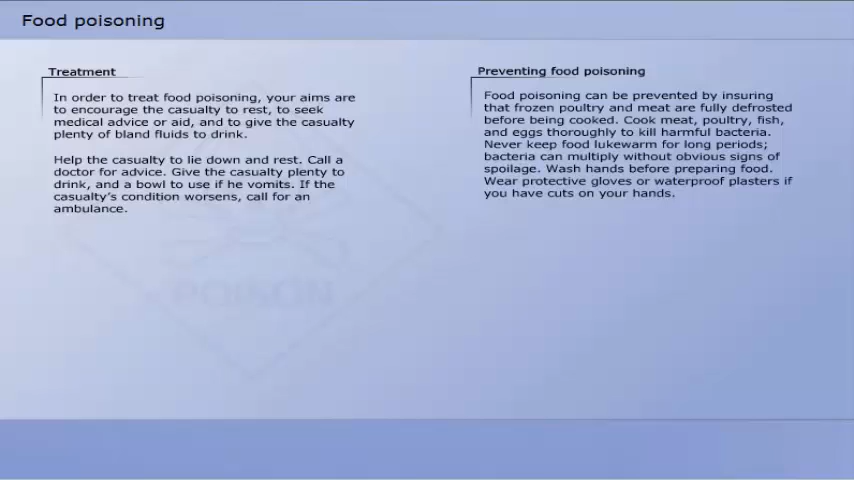 Food poisoning
Treatment
In order to treat food poisoning, your aims are
to encourage the casualty to rest, to seek
medical advice or aid, and to give the casualty
plenty of bland fluids to drink.
Help the casualty to lie down and rest. Call a
doctor for advice. Give the casualty plenty to
drink, and a bowl to use if he vomits. If the
casualty's condition worsens, call for an
ambulance.
POISON
Preventing food poisoning
Food poisoning can be prevented by insuring
that frozen poultry and meat are fully defrosted
before being cooked. Cook meat, poultry, fish,
and eggs thoroughly to kill harmful bacteria.
Never keep food lukewarm for long periods;
bacteria can multiply without obvious signs of
spoilage. Wash hands before preparing food.
Wear protective gloves or waterproof plasters if
you have cuts on your hands.